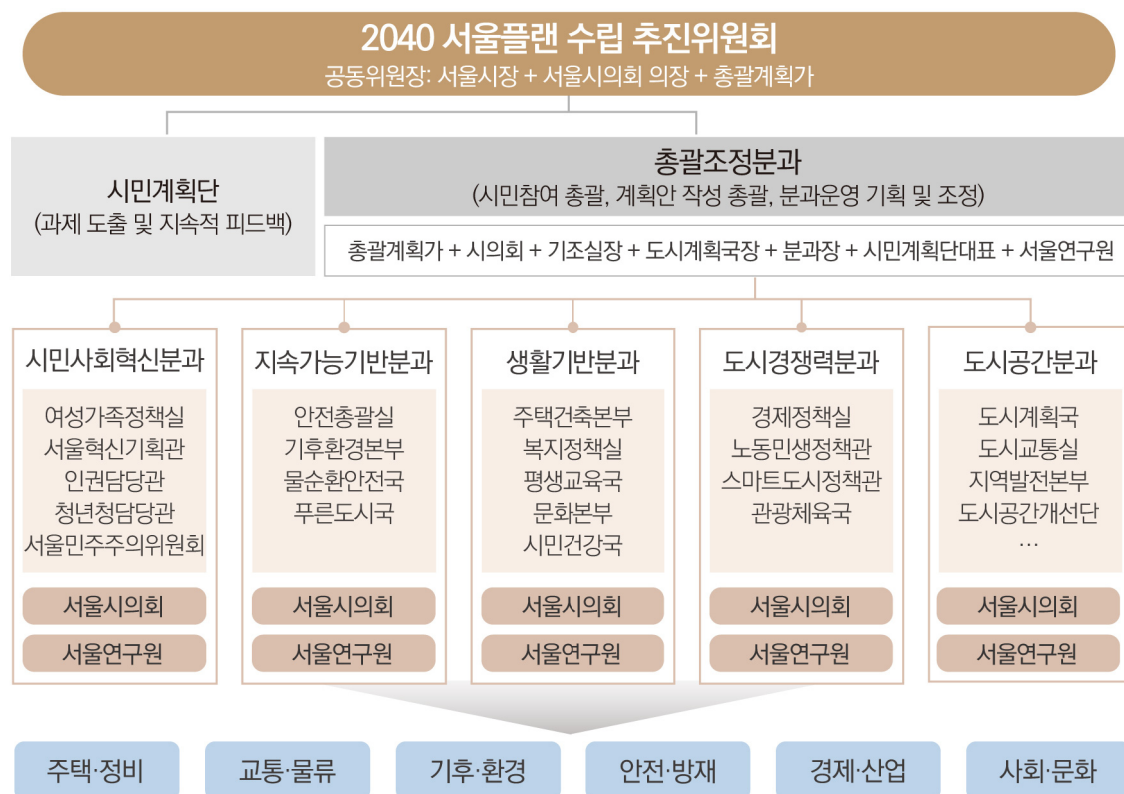 2040 서울플랜 수립 추진위원회
공동위원장: 서울시장 + 서울시의회 의장 + 총괄계획가
시민계획단
(과제 도출 및 지속적 피드백)
총괄조정분과
(시민참여 총괄, 계획안 작성 총괄, 분과운영 기획 및 조정)
총괄계획가 + 시의회 + 기조실장 + 도시계획국장 + 분과장 + 시민계획단대표 + 서울연구원
시민사회혁신분과
여성가족정책실
서울혁신기획관
인권담당관
청년청담당관
서울민주주의위원회
서울시의회
서울연구원
지속가능기반분과
안전총괄실
기후환경본부
물순환안전국
푸른도시국
서울시의회
서울연구원
생활기반분과
주택건축본부
복지정책실
평생교육국
문화본부
시민건강국
서울시의회
서울연구원
도시경쟁력분과
경제정책실
노동민생정책관
스마트도시정책관
관광체육국
서울시의회
서울연구원
도시공간분과
도시계획국
도시교통실
지역발전본부
도시공간개선단
…
서울시의회
서울연구원
주택·정비
교통·물류
기후·환경
안전·방재
경제·산업
사회·문화